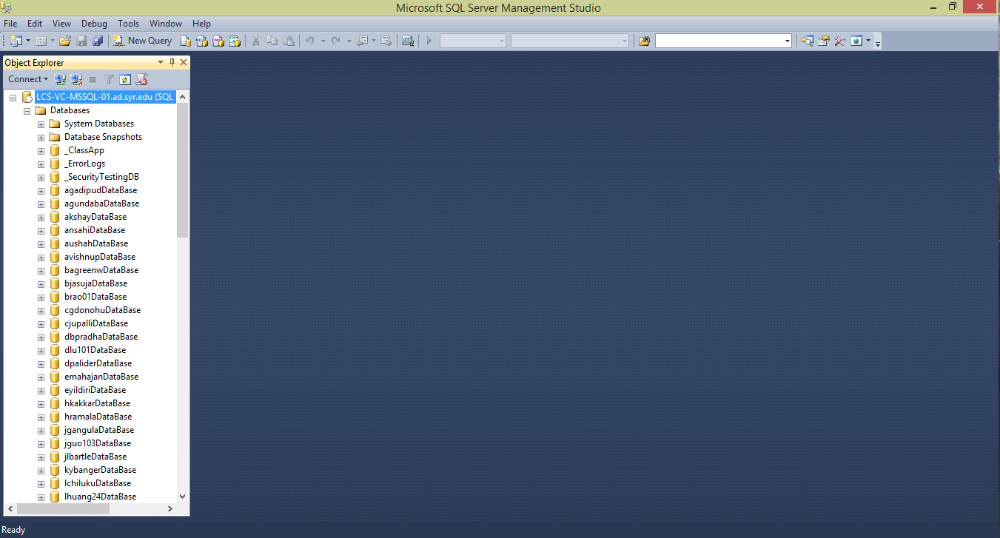 Microsoft SQL Server Management Studio
File Edit View Debug Tools Window Help
New Query
Object Explorer
Connect
LCS-VC-MSSQL-01.ad.syr.edu (SQL
Databases
System Databases
Database Snapshots
_ClassApp
_ErrorLogs
_SecurityTestingDB
agadipudDataBase
agundabaDataBase
akshayDataBase
ansahiDataBase
aushahDataBase
avishnupDataBase
bagreenwDataBase
bjasujaDataBase
brao01DataBase
cgdonohuDataBase
cjupalliDataBase
dbpradhaDataBase
dlu101DataBase
dpaliderDataBase
emahajanDataBase
eyildiriDataBase
hkakkarDataBase
hramalaDataBase
jgangulaDataBase
jguo103DataBase
jlbartleDataBase
kybangerDataBase
lchilukuDataBase
lhuang24DataBase
Ready